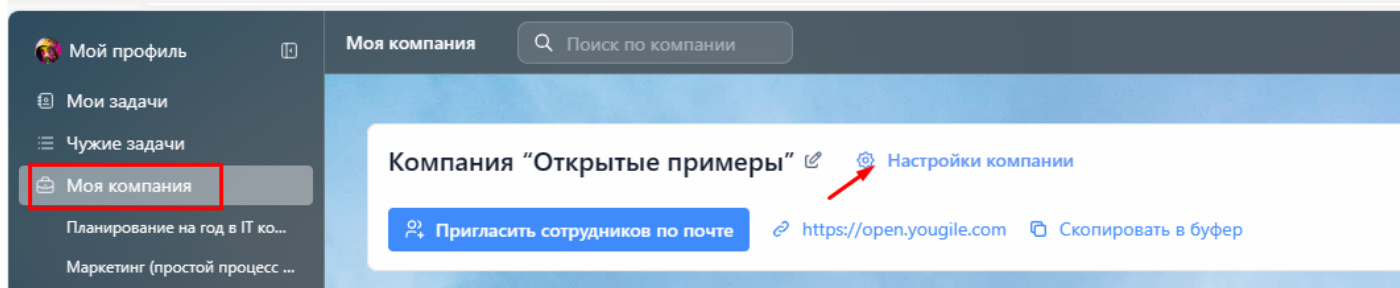 Мой профиль
Моя компания
Поиск по компании
Мои задачи
Чужие задачи
Моя компания
Планирование на год в IT ко...
Маркетинг (простой процесс ...
Компания “Открытые примеры”
Настройки компании
Пригласить сотрудников по почте
https://open.yougile.com
Скопировать в буфер